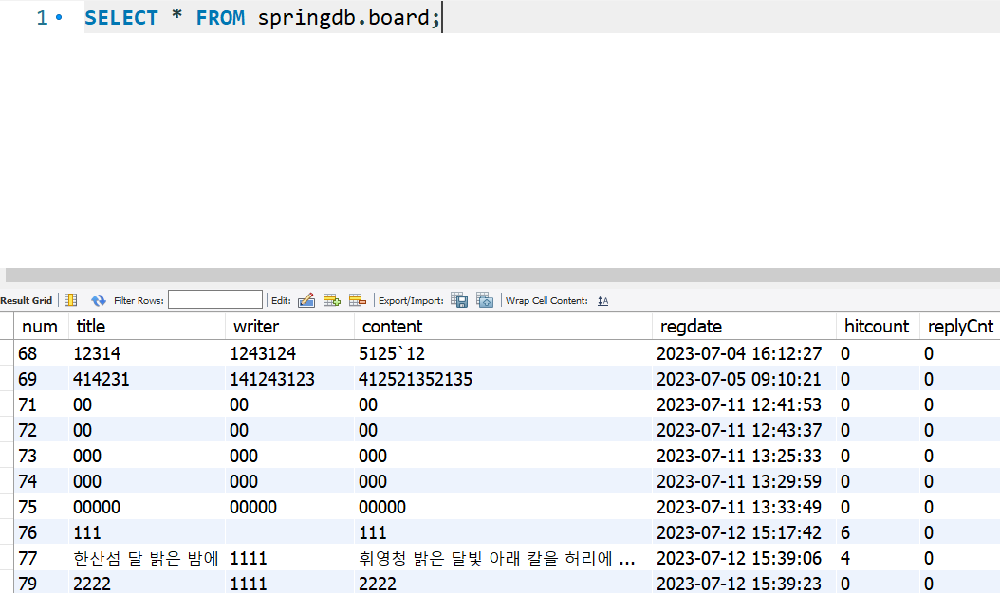 1 SELECT * FROM springdb.board;
Result Grid Filter Rows: Edit: Export/Import: Wrap Cell Content:
num title writer content regdate hitcount replyCnt
68 12314 1243124 5125`12 2023-07-04 16:12:27 0 0
69 414231 141243123 412521352135 2023-07-05 09:10:21 0 0
71 00 00 00 2023-07-11 12:41:53 0 0
72 00 00 00 2023-07-11 12:43:37 0 0
73 000 000 000 2023-07-11 13:25:33 0 0
74 000 000 000 2023-07-11 13:29:59 0 0
75 00000 00000 00000 2023-07-11 13:33:49 0 0
76 111 111 2023-07-12 15:17:42 6 0
77 한산섬 달 밝은 밤에 1111 휘영청 밝은 달빛 아래 칼을 허리에 ... 2023-07-12 15:39:06 4 0
79 2222 1111 2222 2023-07-12 15:39:23 0 0